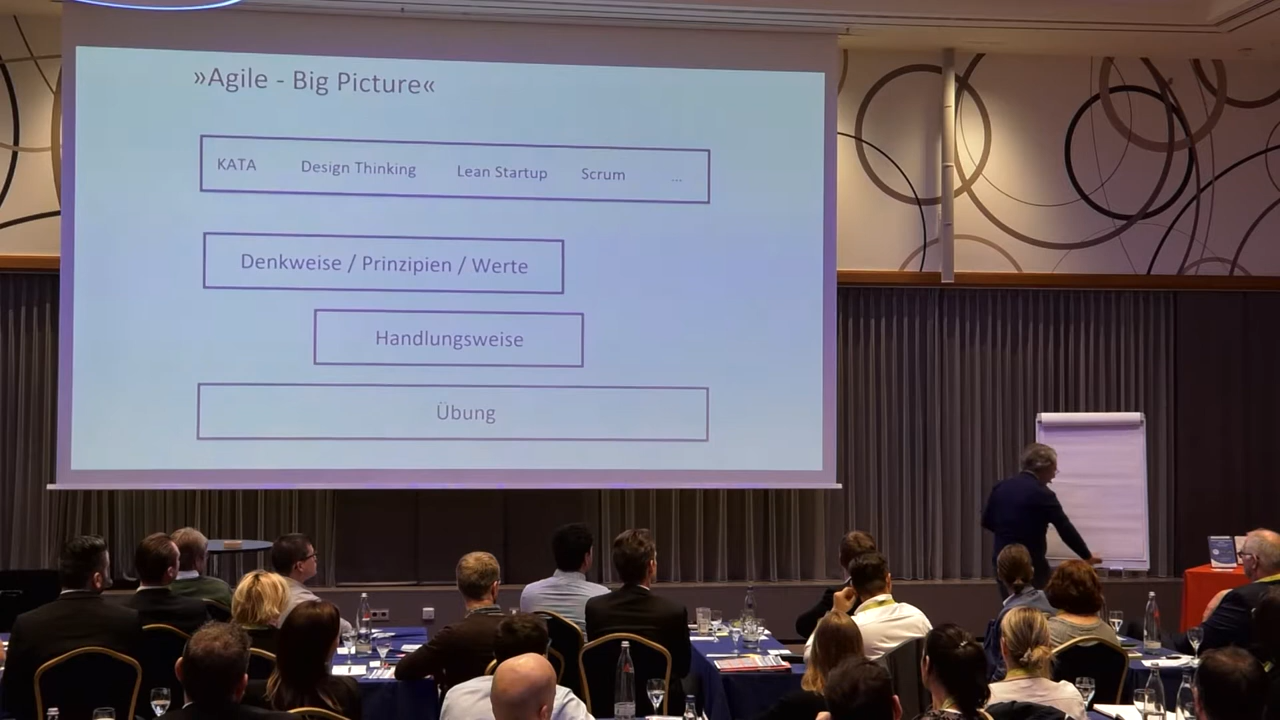 »Agile - Big Picture«
KATA Design Thinking Lean Startup Scrum ...
Denkweise / Prinzipien / Werte
Handlungsweise
Übung